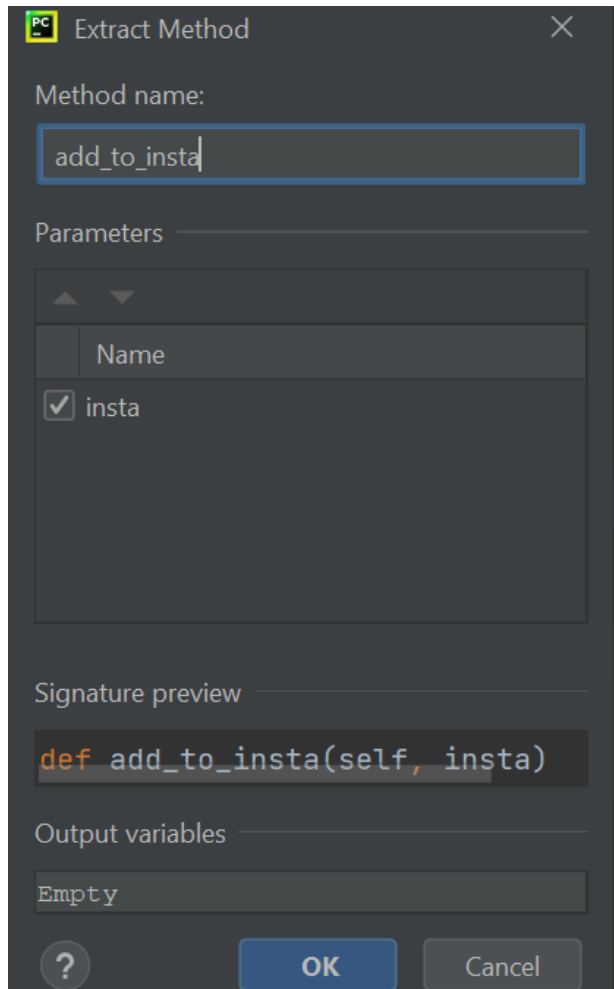 PC Extract Method
Method name:
add_to_insta
Parameters
Name
insta
Signature preview
def add_to_insta(self, insta)
Output variables
Empty
? OK Cancel